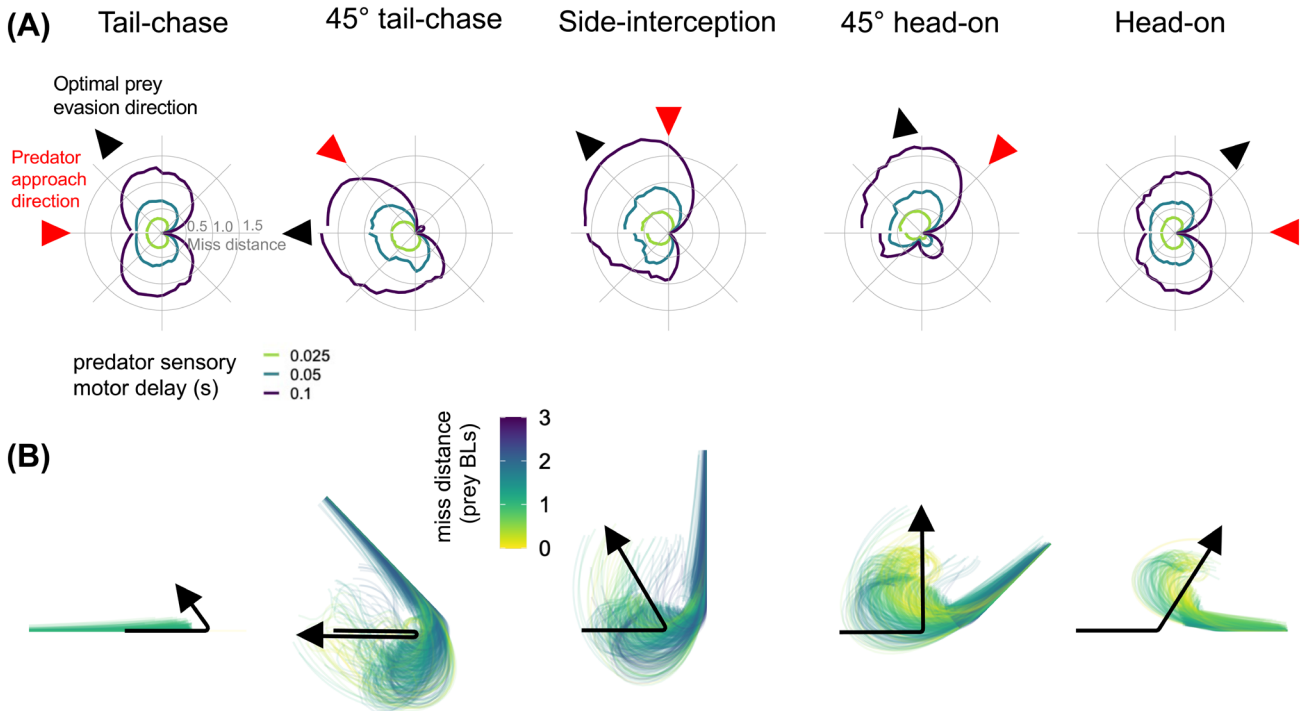 (A)
Tail-chase
45° tail-chase
Side-interception
45° head-on
Head-on
Optimal prey
evasion direction
Predator
approach
direction
0.5 1.0 1.5
Miss distance
predator sensory
motor delay (s)
0.025
0.05
0.1
(B)
miss distance
(prey BLs)
3
2
1
0